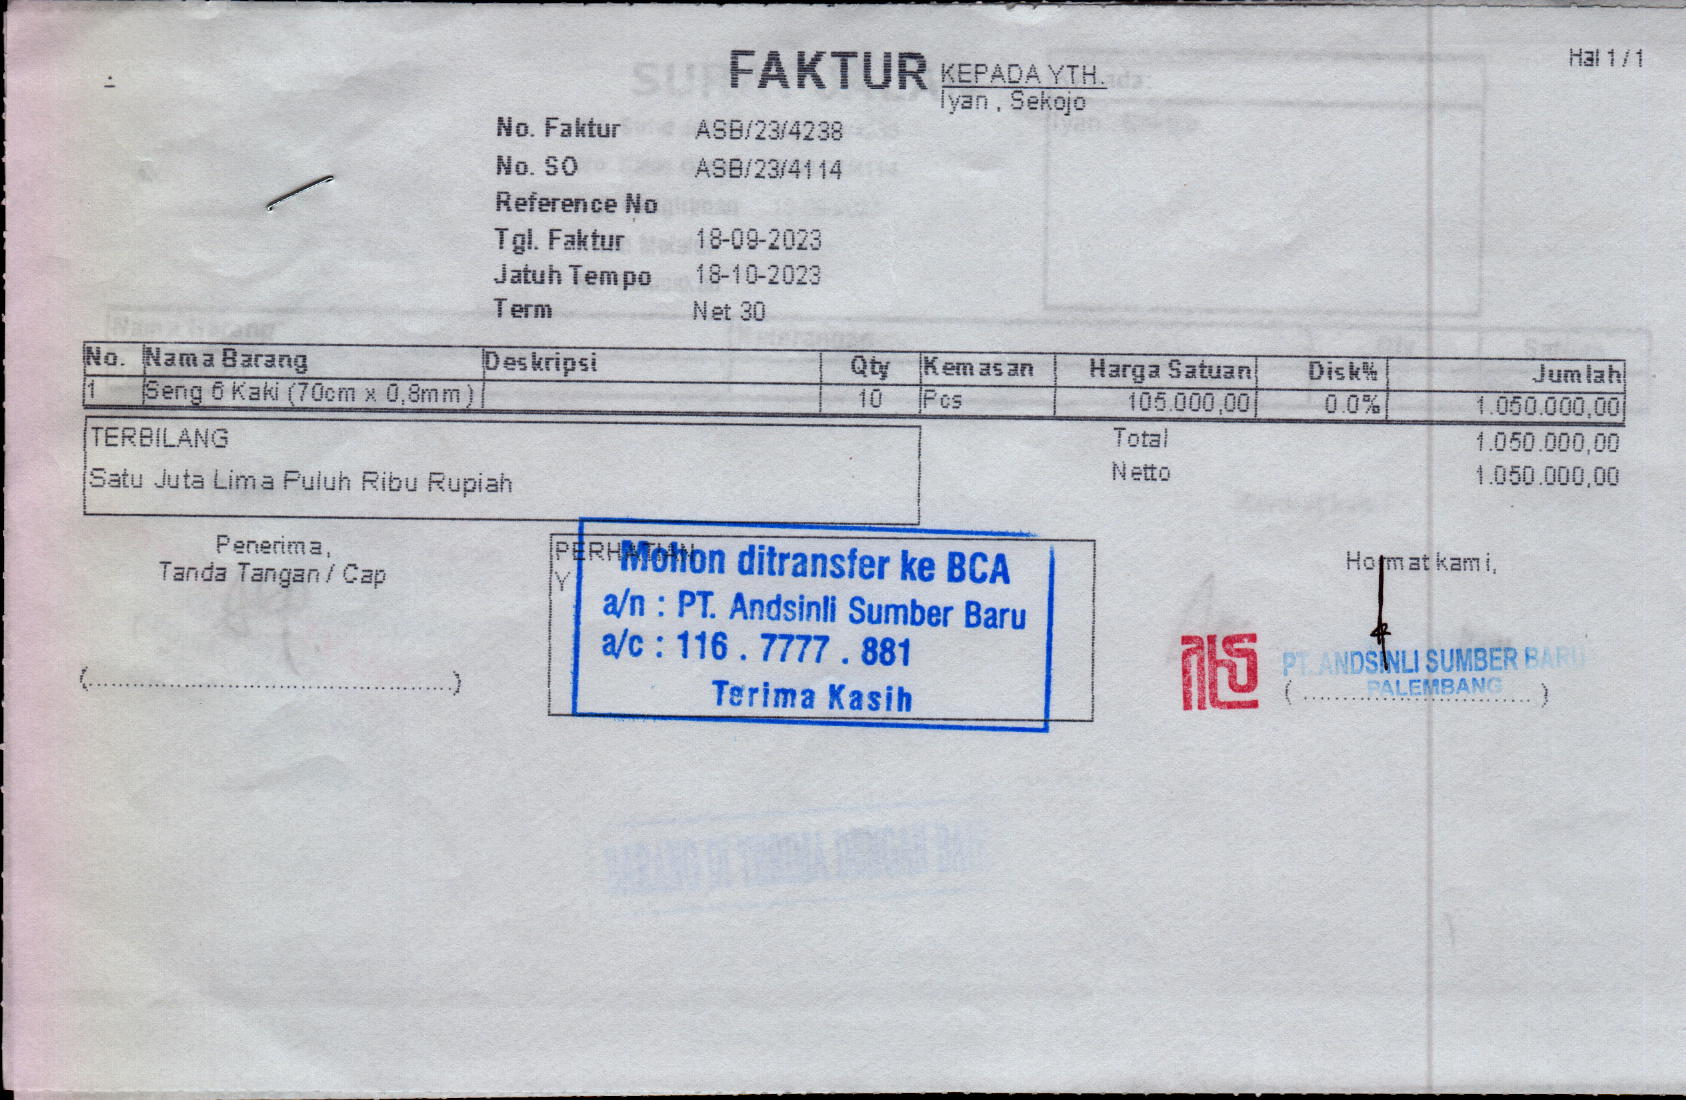 Hal 1 / 1
FAKTUR
KEPADA YTH.
Iyan , Sekojo
No. Faktur ASB/23/4238
No. SO ASB/23/4114
Reference No
Tgl. Faktur 18-09-2023
Jatuh Tempo 18-10-2023
Term Net 30
No. Nama Barang Deskripsi Qty Kemasan Harga Satuan Disk% Jumlah
1 Seng 6 Kaki (70cm x 0,8mm) 10 Pcs 105.000,00 0.0% 1.050.000,00
TERBILANG
Satu Juta Lima Puluh Ribu Rupiah
Total 1.050.000,00
Netto 1.050.000,00
Penerima,
Tanda Tangan / Cap
(....................................................)
PERHATIAN
Y
Mohon ditransfer ke BCA
a/n : PT. Andsinli Sumber Baru
a/c : 116 . 7777 . 881
Terima Kasih
Hormat kami,
PT. ANDSINLI SUMBER BARU
PALEMBANG
( ................................ )